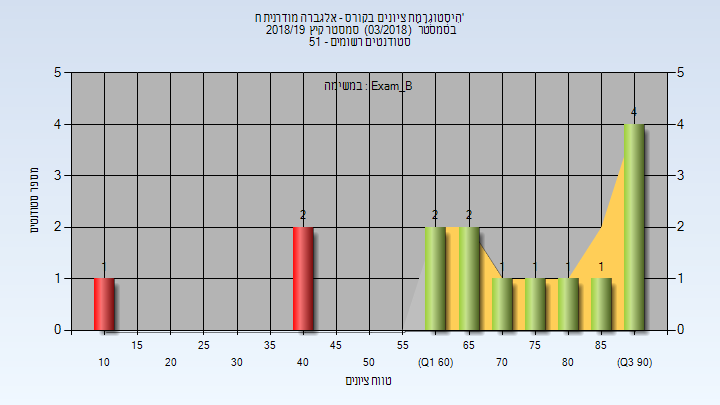 הִיסְטוֹגְרָמַת ציונים בקורס - אלגברה מודרנית ח'
בסמסטר (03/2018) סמסטר קיץ 2018/19
סטודנטים רשומים - 51
במשימה : Exam_B
מספר סטודנטים
5 5
4 4
3 3
2 2
1 1
0 0
1 2 2 2 1 1 1 1 4
15 25 35 45 55 65 75 85
10 20 30 40 50 (Q1 60) 70 80 (Q3 90)
טווח ציונים